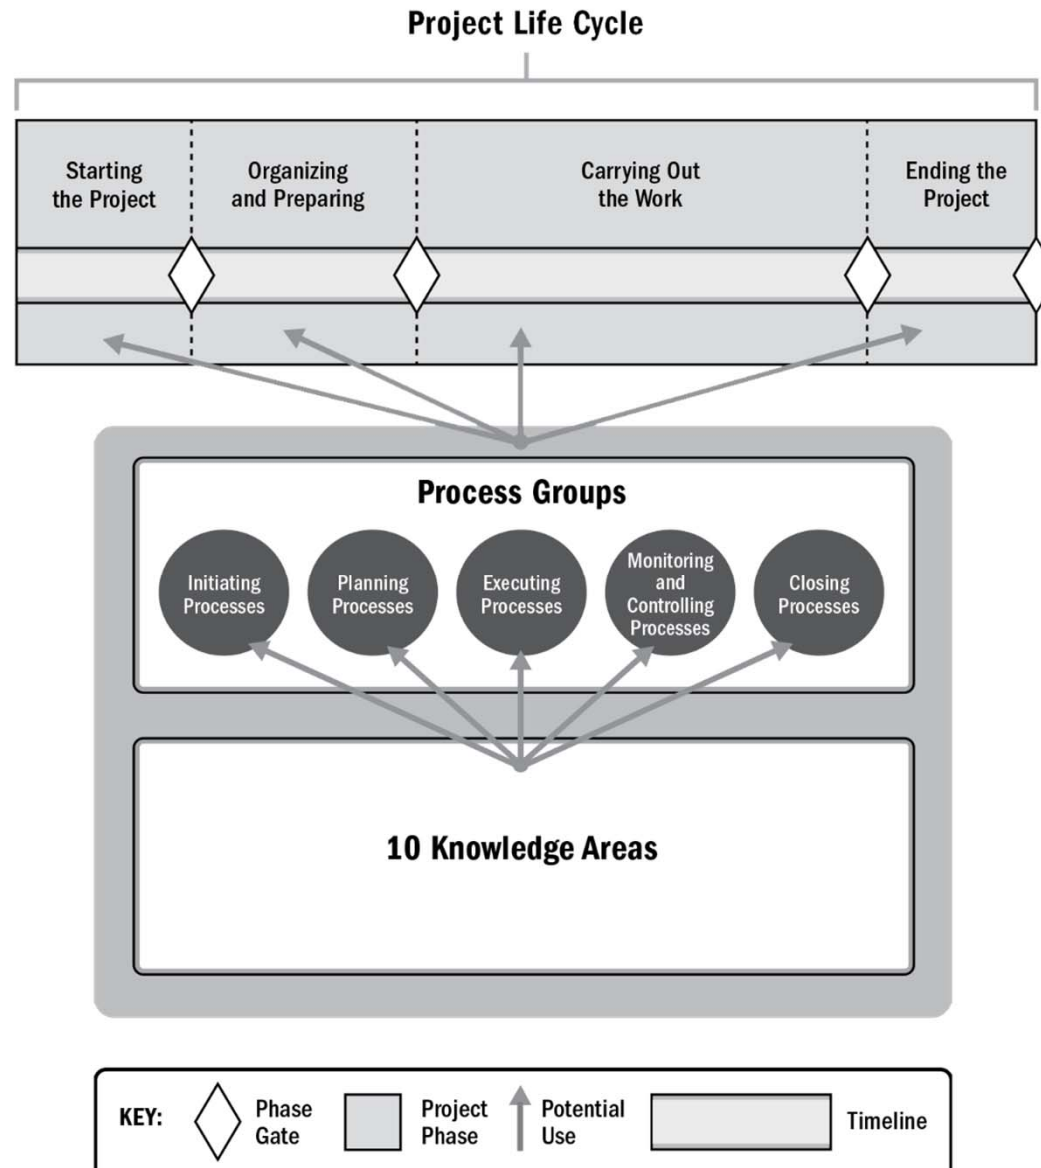 Project Life Cycle
Starting
the Project
Organizing
and Preparing
Carrying Out
the Work
Ending the
Project
Process Groups
Initiating
Processes
Planning
Processes
Executing
Processes
Monitoring
and
Controlling
Processes
Closing
Processes
10 Knowledge Areas
KEY:
Phase
Gate
Project
Phase
Potential
Use
Timeline